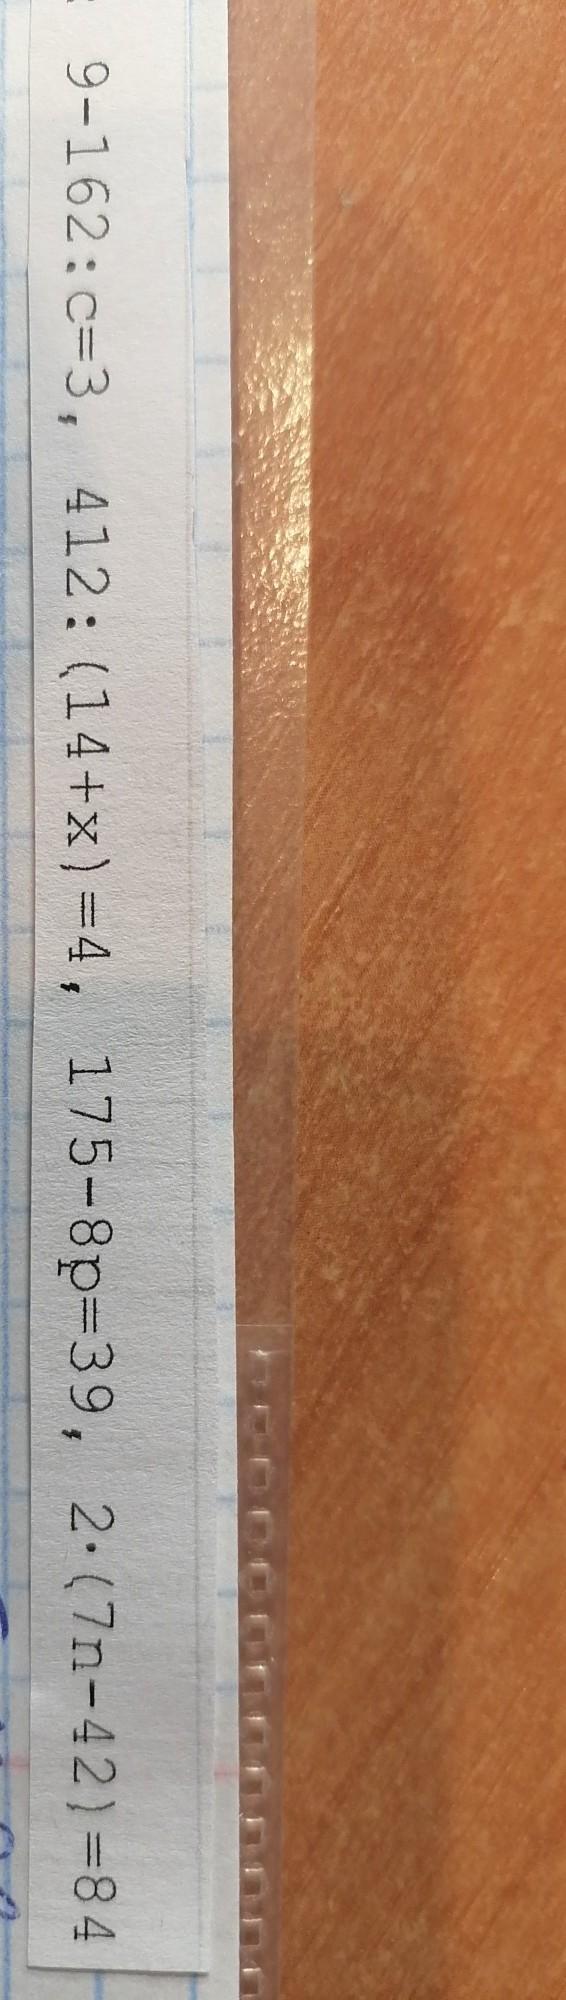 9-162:c=3, 412:(14+x)=4, 175-8p=39, 2·(7n-42)=84